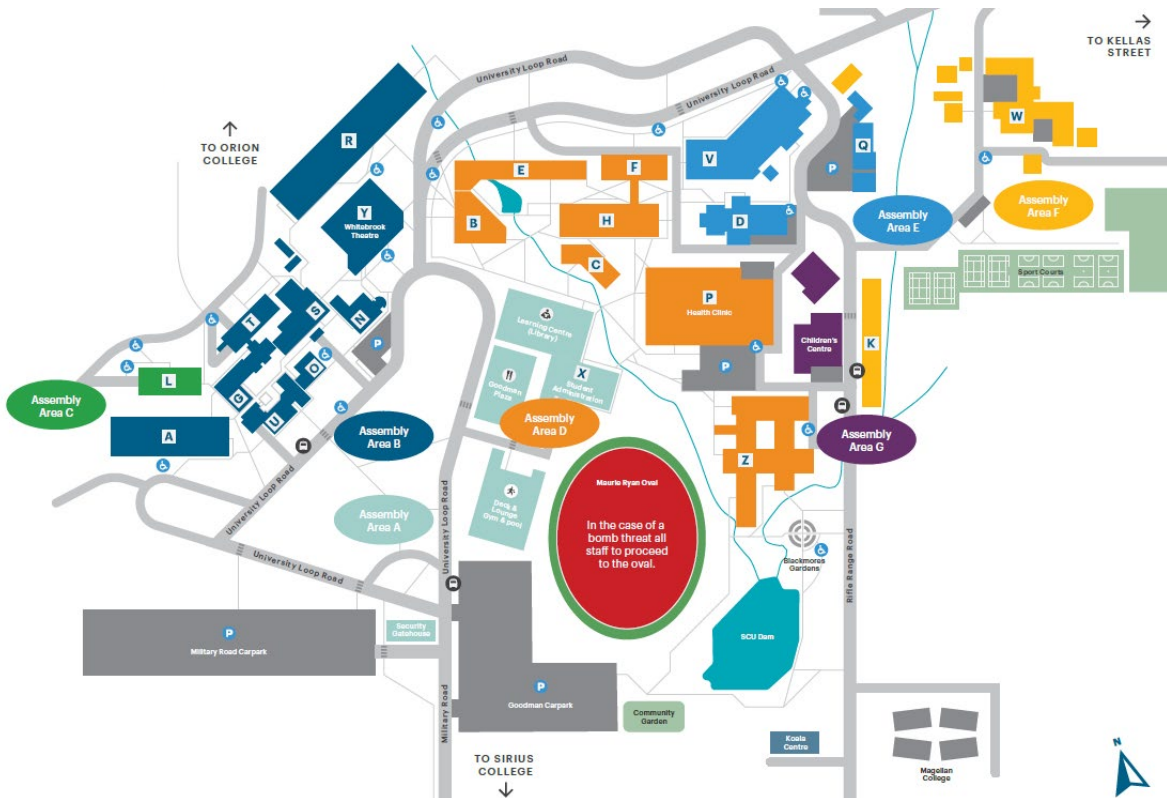 TO KELLAS
STREET
University Loop Road
University Loop Road
TO ORION
COLLEGE
R
W
Q
V
E
F
Y
Whitebrook
Theatre
B
H
D
Assembly
Area E
Assembly
Area F
C
Sport Courts
P
Health Clinic
T
S
N
P
P
Learning Centre
(Library)
Children's
Centre
K
L
G
O
U
P
X
Student
Administration
Goodman
Plaza
Assembly
Area C
A
Assembly
Area B
Assembly
Area D
Assembly
Area G
Z
University Loop Road
University Loop Road
Desk &
Lounge
Gym & pool
Maurie Ryan Oval
In the case of a
bomb threat all
staff to proceed
to the oval.
Assembly
Area A
Blackmores
Gardens
Rifle Range Road
University Loop Road
Security
Gatehouse
P
Military Road Carpark
SCU Dam
P
Goodman Carpark
Military Road
Community
Garden
Koala
Centre
Magellan
College
TO SIRIUS
COLLEGE
N